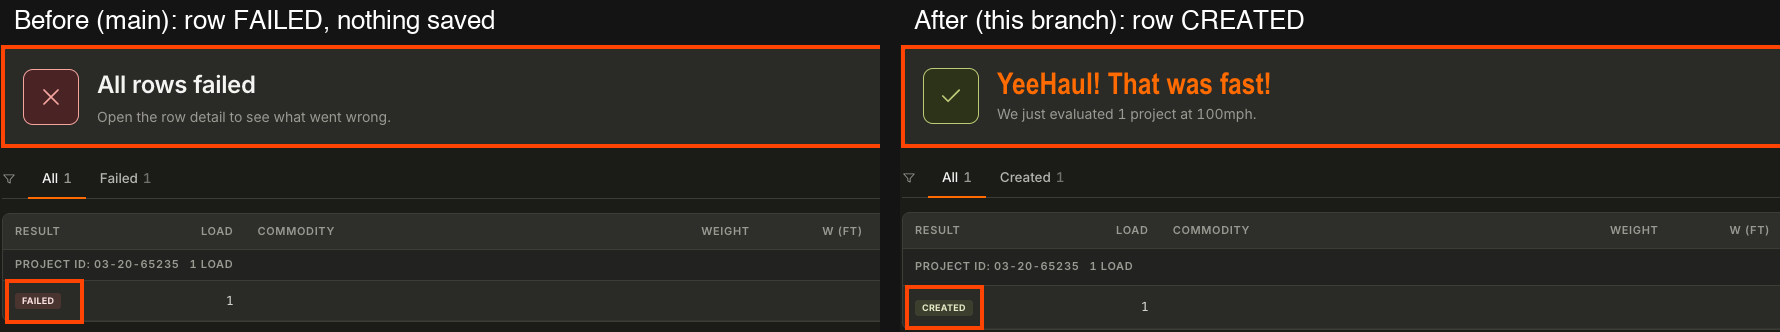 Before (main): row FAILED, nothing saved
All rows failed
Open the row detail to see what went wrong.
All 1 Failed 1
RESULT LOAD COMMODITY WEIGHT W (FT)
PROJECT ID: 03-20-65235 1 LOAD
FAILED 1
After (this branch): row CREATED
YeeHaul! That was fast!
We just evaluated 1 project at 100mph.
All 1 Created 1
RESULT LOAD COMMODITY WEIGHT W (FT)
PROJECT ID: 03-20-65235 1 LOAD
CREATED 1